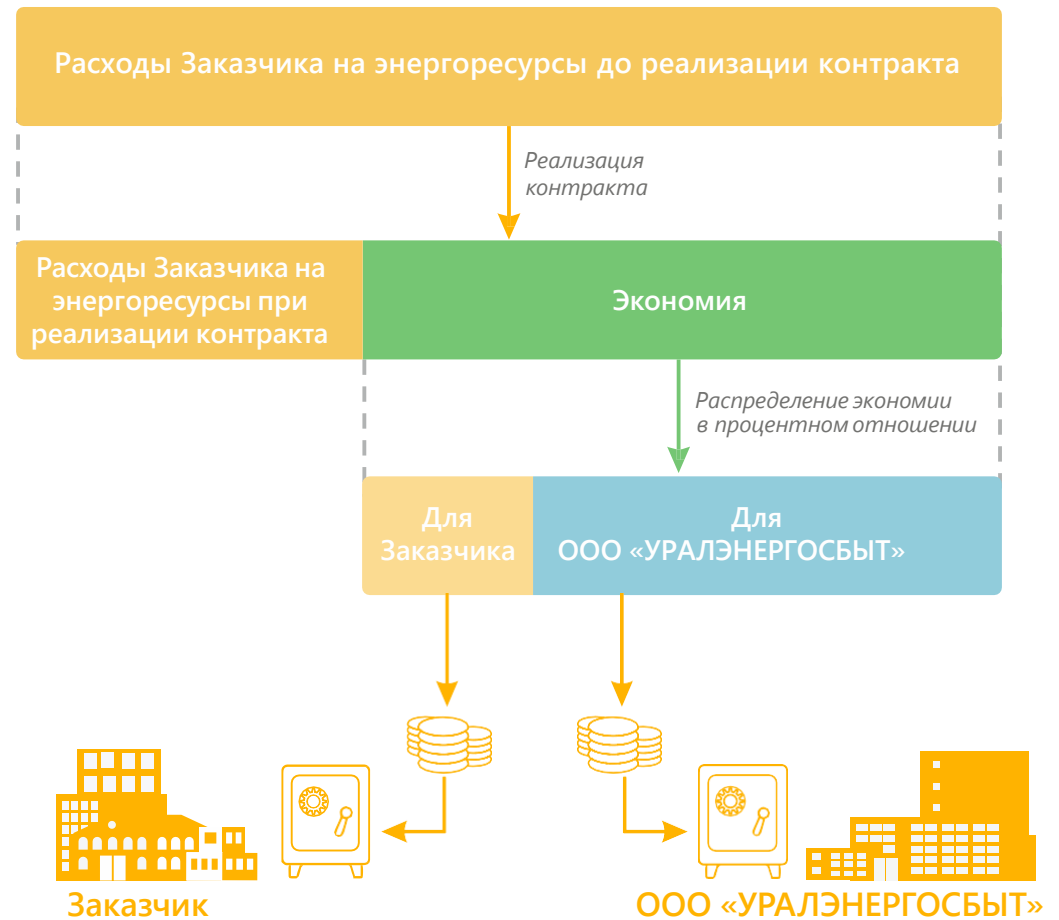 Расходы Заказчика на энергоресурсы до реализации контракта
Реализация
контракта
Расходы Заказчика на
энергоресурсы при
реализации контракта
Экономия
Распределение экономии
в процентном отношении
Для
Заказчика
Для
ООО «УРАЛЭНЕРГОСБЫТ»
Заказчик
ООО «УРАЛЭНЕРГОСБЫТ»